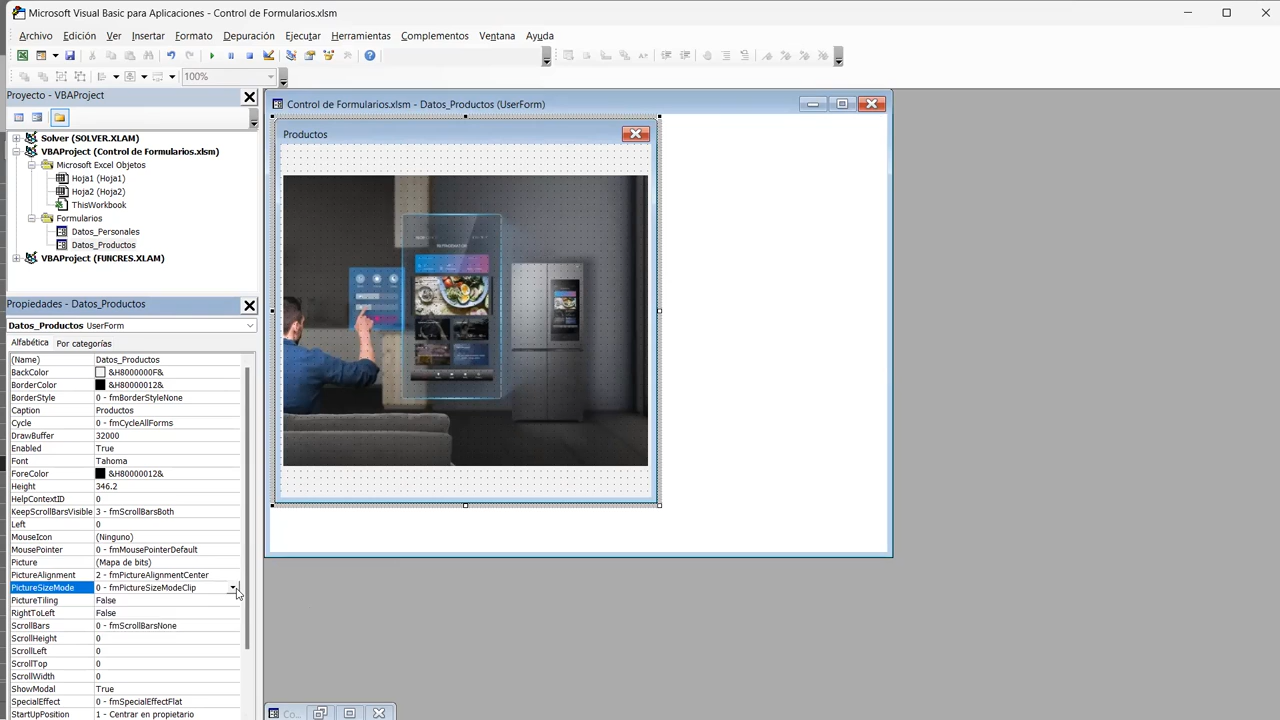 Microsoft Visual Basic para Aplicaciones - Control de Formularios.xlsm
Archivo Edición Ver Insertar Formato Depuración Ejecutar Herramientas Complementos Ventana Ayuda
100%
Proyecto - VBAProject
Solver (SOLVER.XLAM)
VBAProject (Control de Formularios.xlsm)
Microsoft Excel Objetos
Hoja1 (Hoja1)
Hoja2 (Hoja2)
ThisWorkbook
Formularios
Datos_Personales
Datos_Productos
VBAProject (FUNCRES.XLAM)
Propiedades - Datos_Productos
Datos_Productos UserForm
Alfabética Por categorías
(Name) Datos_Productos
BackColor &H8000000F&
BorderColor &H80000012&
BorderStyle 0 - fmBorderStyleNone
Caption Productos
Cycle 0 - fmCycleAllForms
DrawBuffer 32000
Enabled True
Font Tahoma
ForeColor &H80000012&
Height 346.2
HelpContextID 0
KeepScrollBarsVisible 3 - fmScrollBarsBoth
Left 0
MouseIcon (Ninguno)
MousePointer 0 - fmMousePointerDefault
Picture (Mapa de bits)
PictureAlignment 2 - fmPictureAlignmentCenter
PictureSizeMode 0 - fmPictureSizeModeClip
PictureTiling False
RightToLeft False
ScrollBars 0 - fmScrollBarsNone
ScrollHeight 0
ScrollLeft 0
ScrollTop 0
ScrollWidth 0
ShowModal True
SpecialEffect 0 - fmSpecialEffectFlat
StartUpPosition 1 - Centrar en propietario
Control de Formularios.xlsm - Datos_Productos (UserForm)
Productos
REFRIGERATOR
Co...